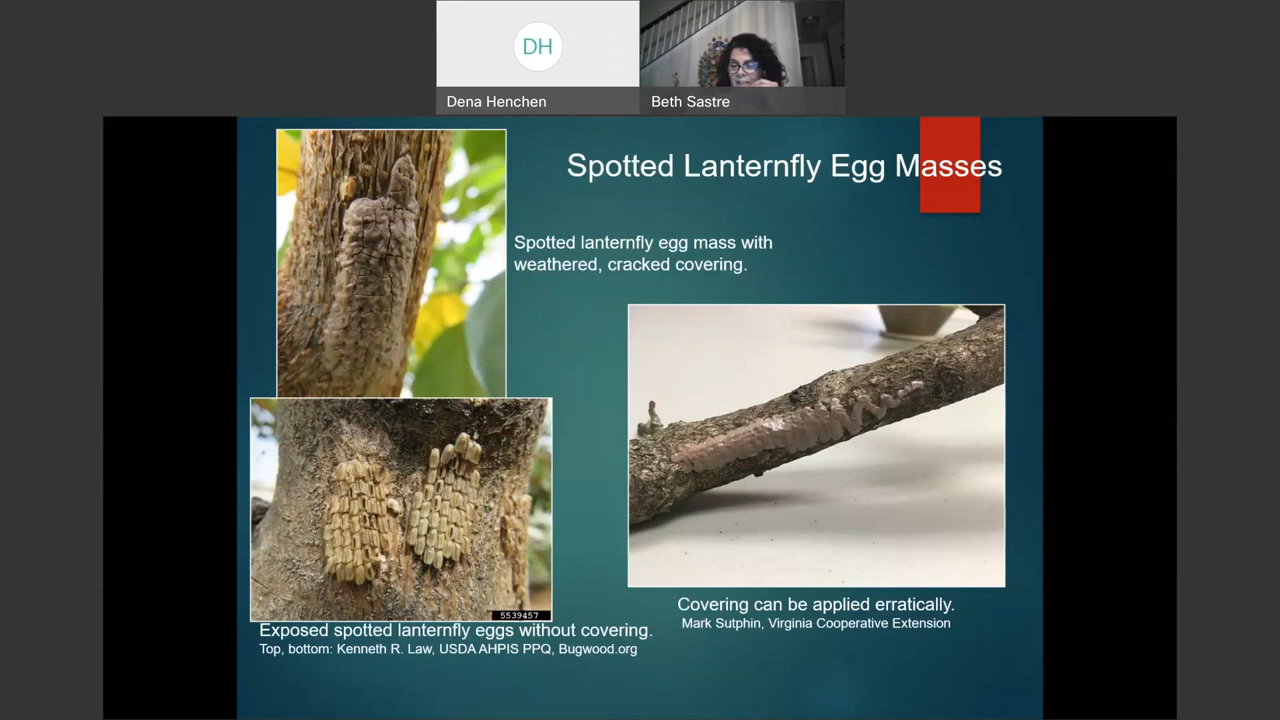 DH
Dena Henchen
Beth Sastre
Spotted Lanternfly Egg Masses
Spotted lanternfly egg mass with
weathered, cracked covering.
5539457
Exposed spotted lanternfly eggs without covering.
Top, bottom: Kenneth R. Law, USDA AHPIS PPQ, Bugwood.org
Covering can be applied erratically.
Mark Sutphin, Virginia Cooperative Extension